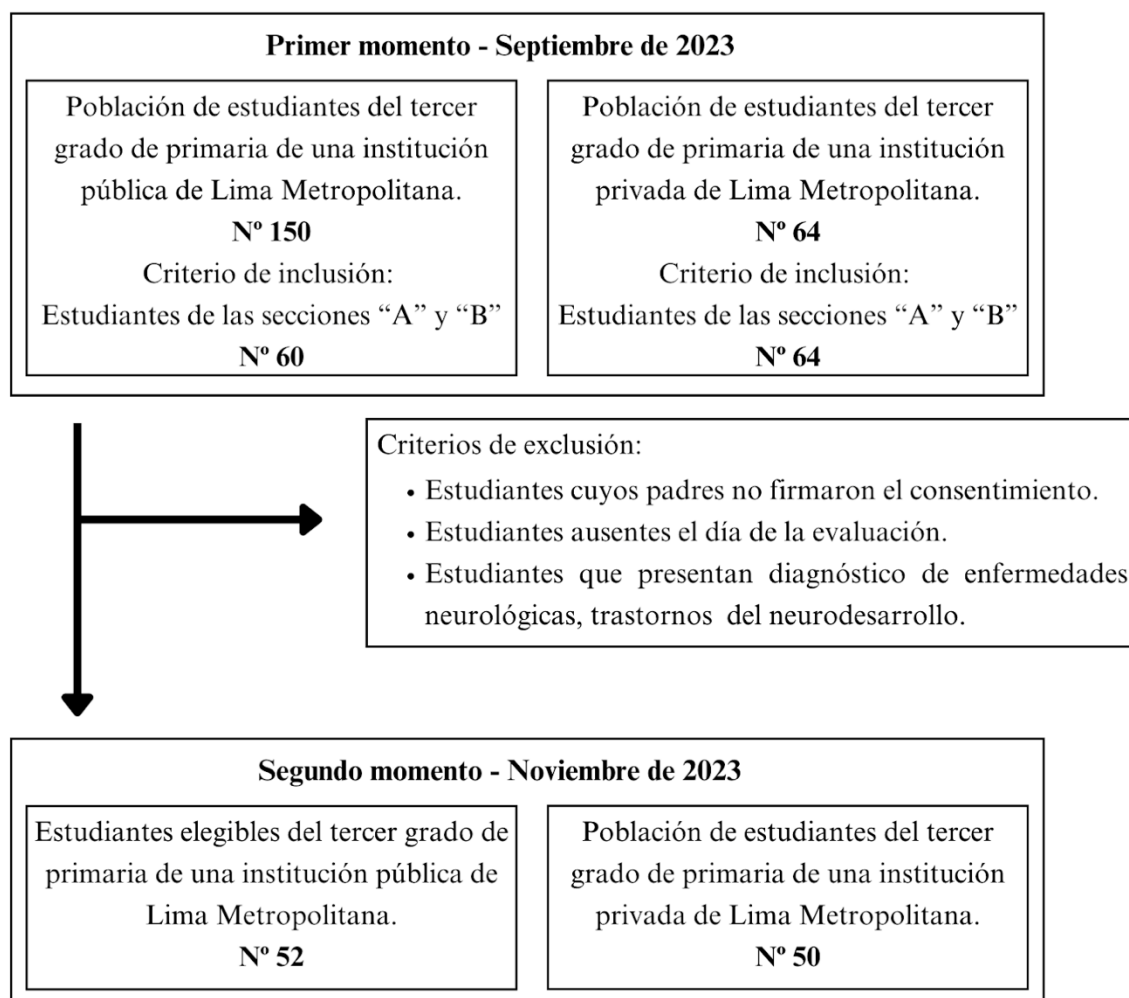 Primer momento - Septiembre de 2023
Población de estudiantes del tercer
grado de primaria de una institución
pública de Lima Metropolitana.
Nº 150
Criterio de inclusión:
Estudiantes de las secciones “A” y “B”
Nº 60
Población de estudiantes del tercer
grado de primaria de una institución
privada de Lima Metropolitana.
Nº 64
Criterio de inclusión:
Estudiantes de las secciones “A” y “B”
Nº 64
Criterios de exclusión:
• Estudiantes cuyos padres no firmaron el consentimiento.
• Estudiantes ausentes el día de la evaluación.
• Estudiantes que presentan diagnóstico de enfermedades
neurológicas, trastornos del neurodesarrollo.
Segundo momento - Noviembre de 2023
Estudiantes elegibles del tercer grado de
primaria de una institución pública de
Lima Metropolitana.
Nº 52
Población de estudiantes del tercer
grado de primaria de una institución
privada de Lima Metropolitana.
Nº 50